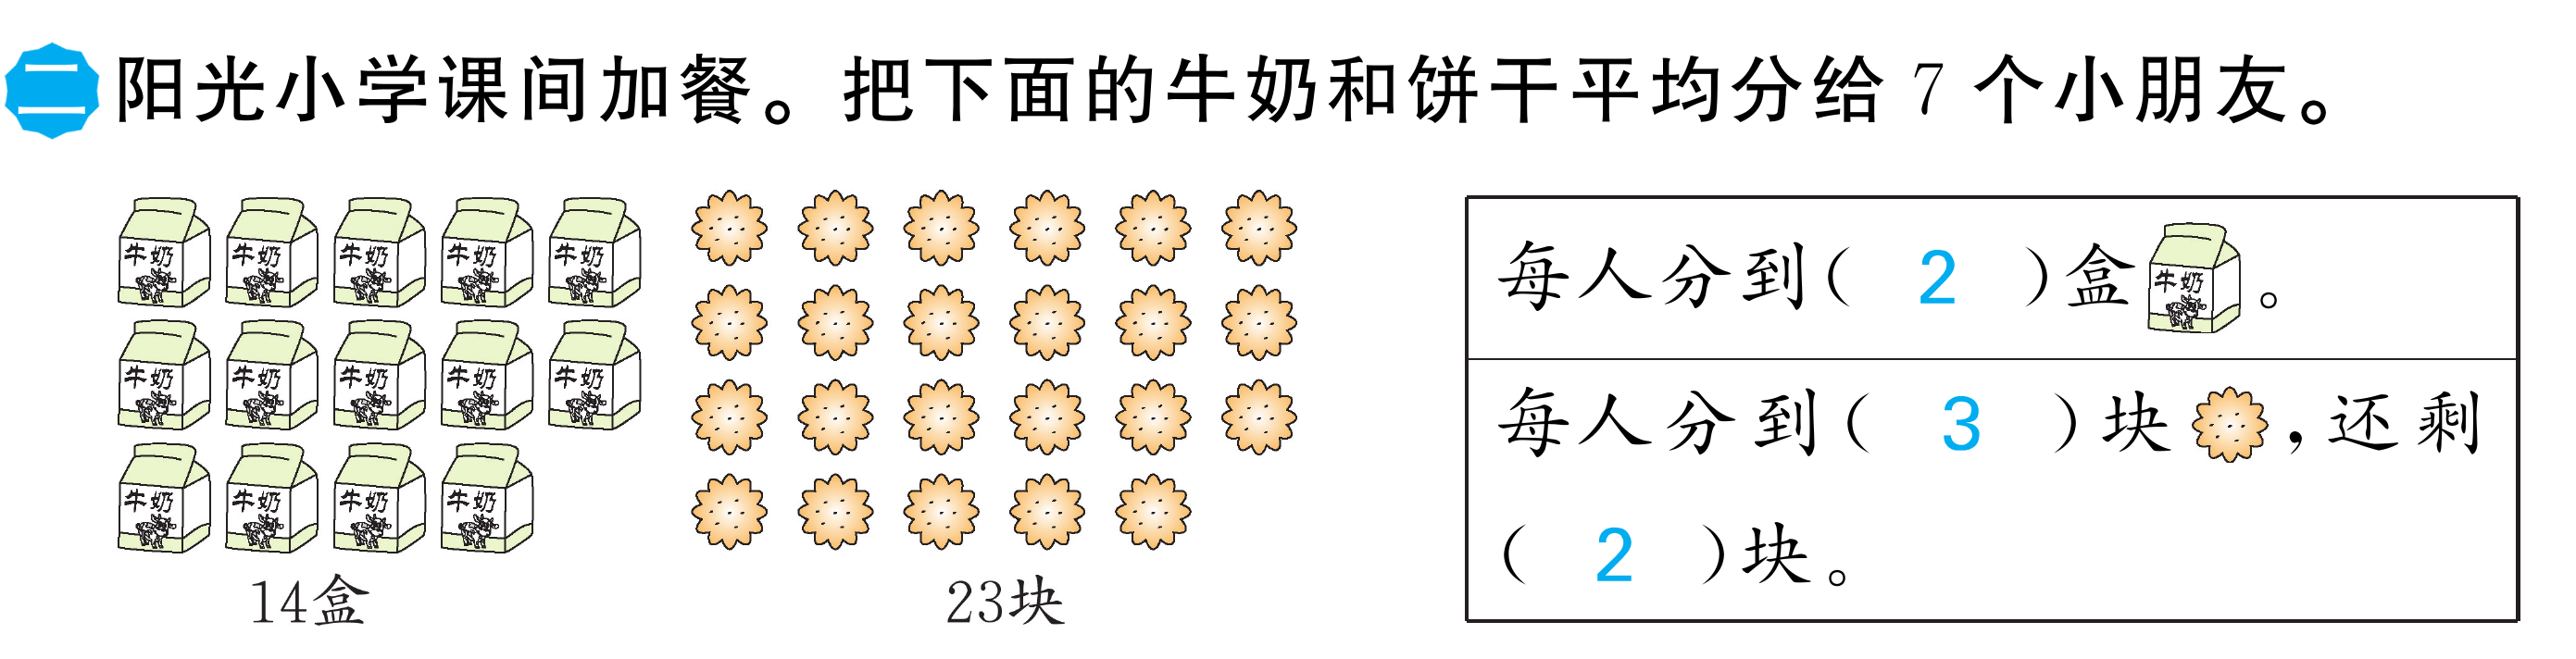 二 阳光小学课间加餐。把下面的牛奶和饼干平均分给 7 个小朋友。
牛奶 牛奶 牛奶 牛奶 牛奶
牛奶 牛奶 牛奶 牛奶 牛奶
牛奶 牛奶 牛奶 牛奶
14盒
23块
每人分到( 2 )盒牛奶。
每人分到( 3 )块,还剩
( 2 )块。